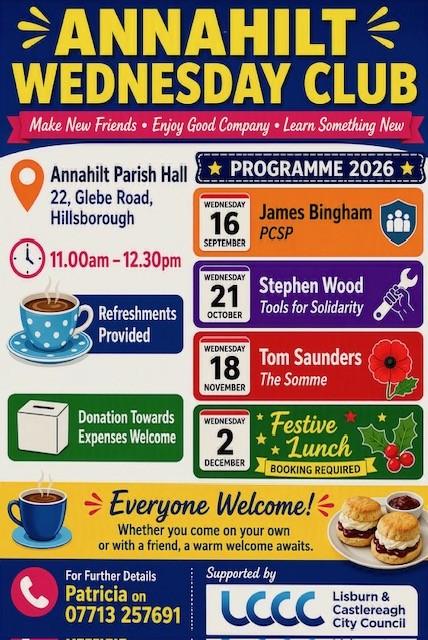 ANNAHILT
WEDNESDAY CLUB
Make New Friends • Enjoy Good Company • Learn Something New
Annahilt Parish Hall
22, Glebe Road,
Hillsborough
11.00am – 12.30pm
Refreshments
Provided
Donation Towards
Expenses Welcome
PROGRAMME 2026
WEDNESDAY
16
SEPTEMBER
James Bingham
PCSP
WEDNESDAY
21
OCTOBER
Stephen Wood
Tools for Solidarity
WEDNESDAY
18
NOVEMBER
Tom Saunders
The Somme
WEDNESDAY
2
DECEMBER
Festive
Lunch
BOOKING REQUIRED
Everyone Welcome!
Whether you come on your own
or with a friend, a warm welcome awaits.
For Further Details
Patricia on
07713 257691
Supported by
LCCC
Lisburn &
Castlereagh
City Council